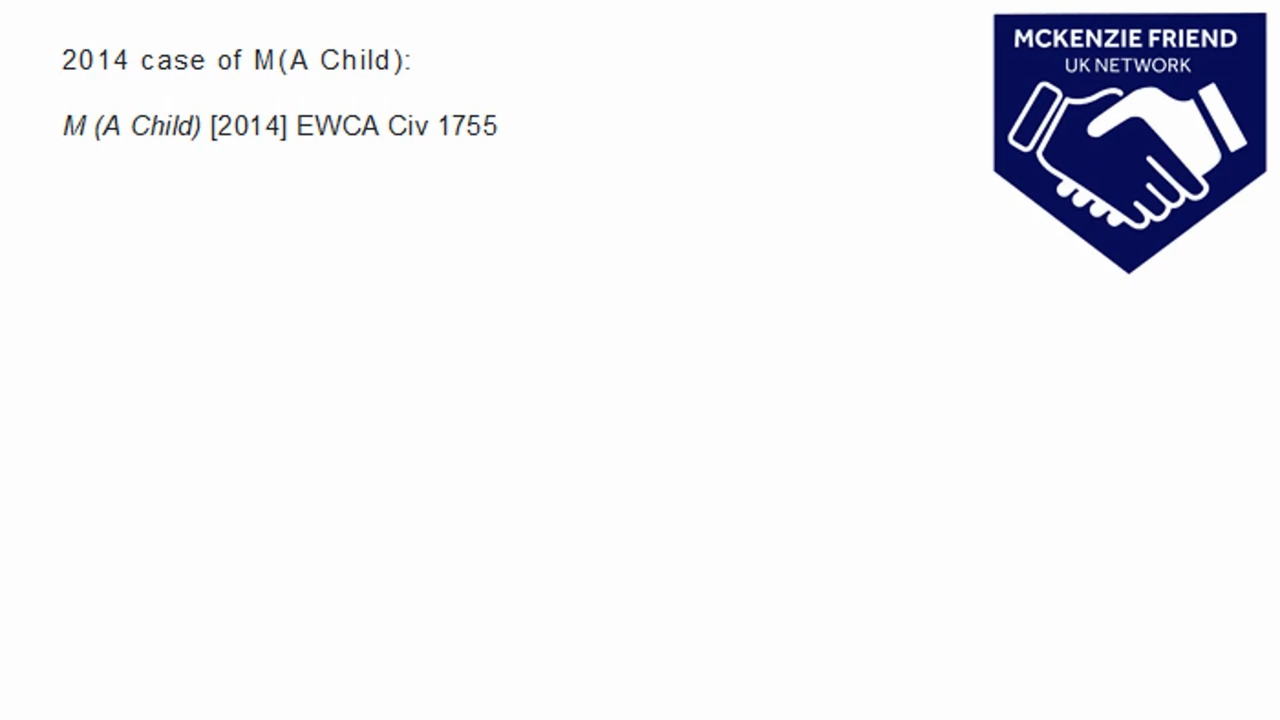 2014 case of M(A Child):
M (A Child) [2014] EWCA Civ 1755
MCKENZIE FRIEND
UK NETWORK